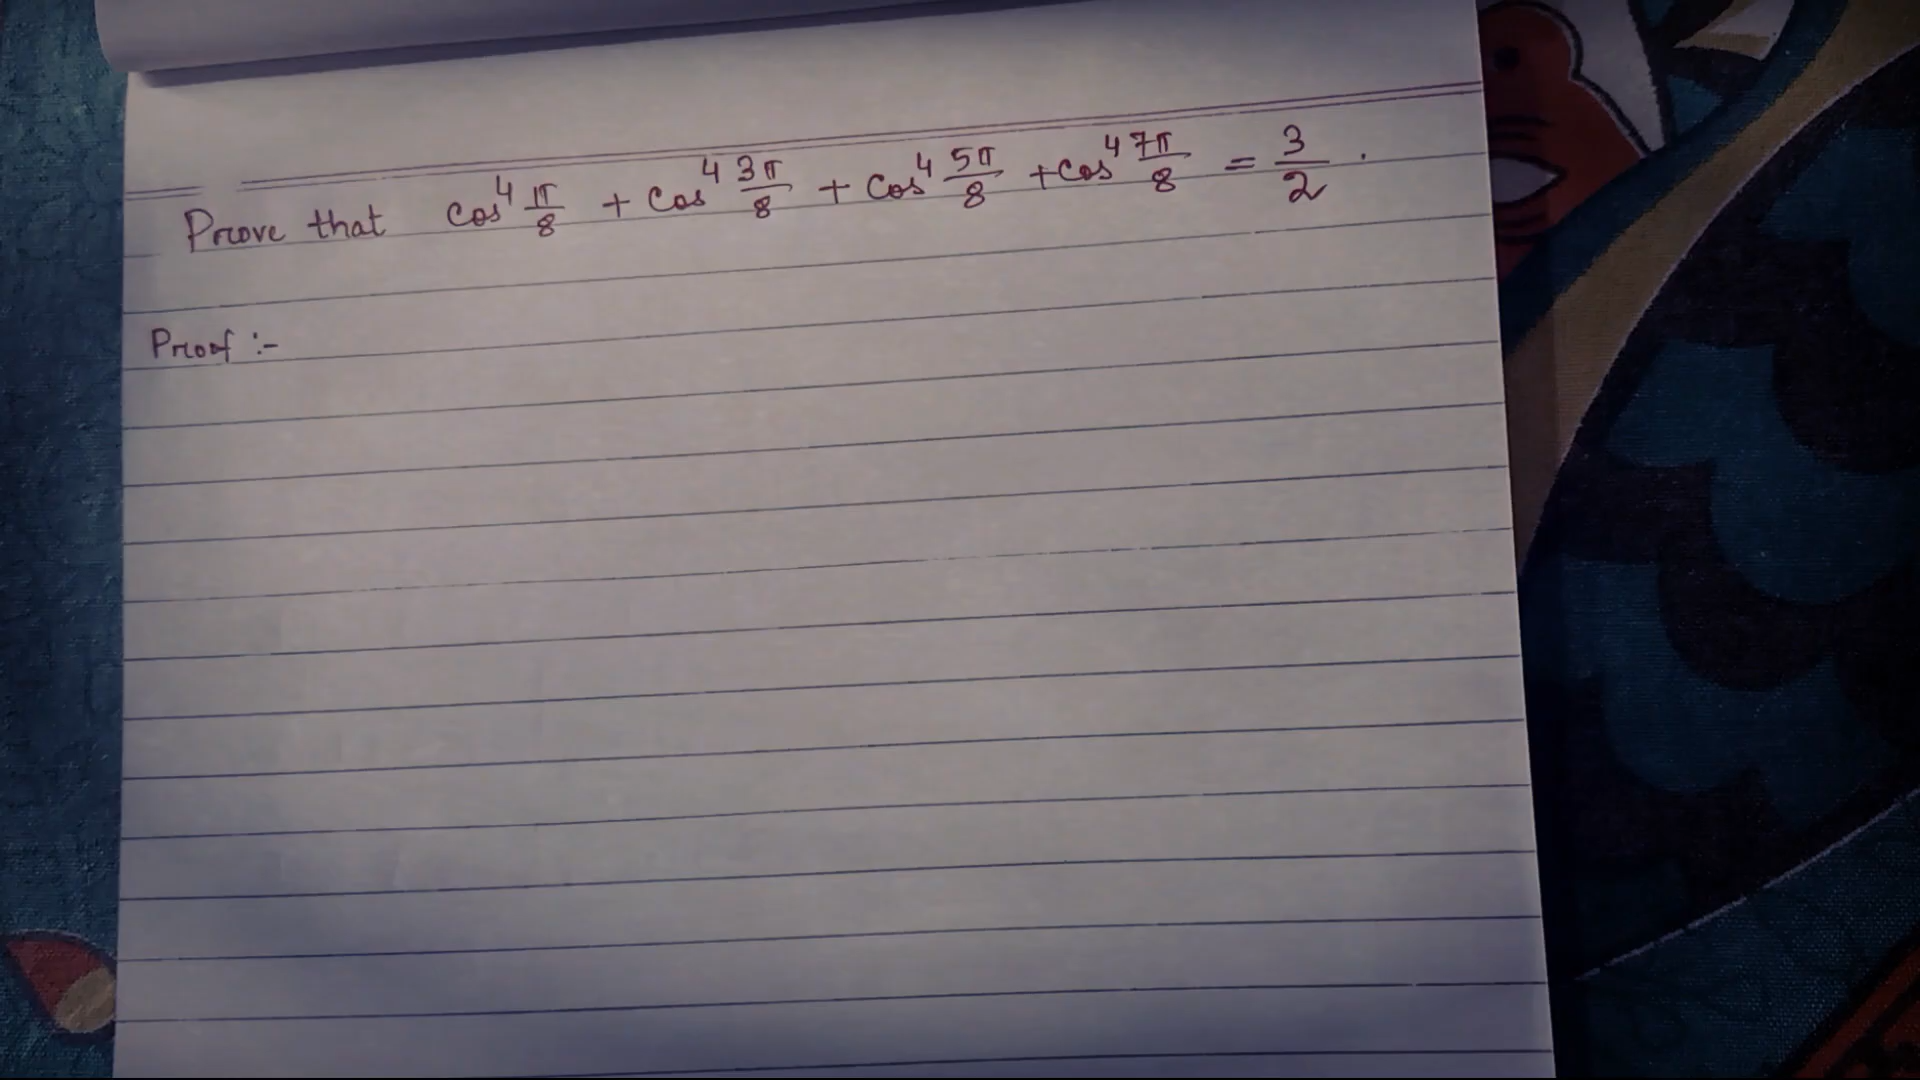 Prove that cos⁴ π/8 + cos⁴ 3π/8 + cos⁴ 5π/8 + cos⁴ 7π/8 = 3/2 .
Proof :-